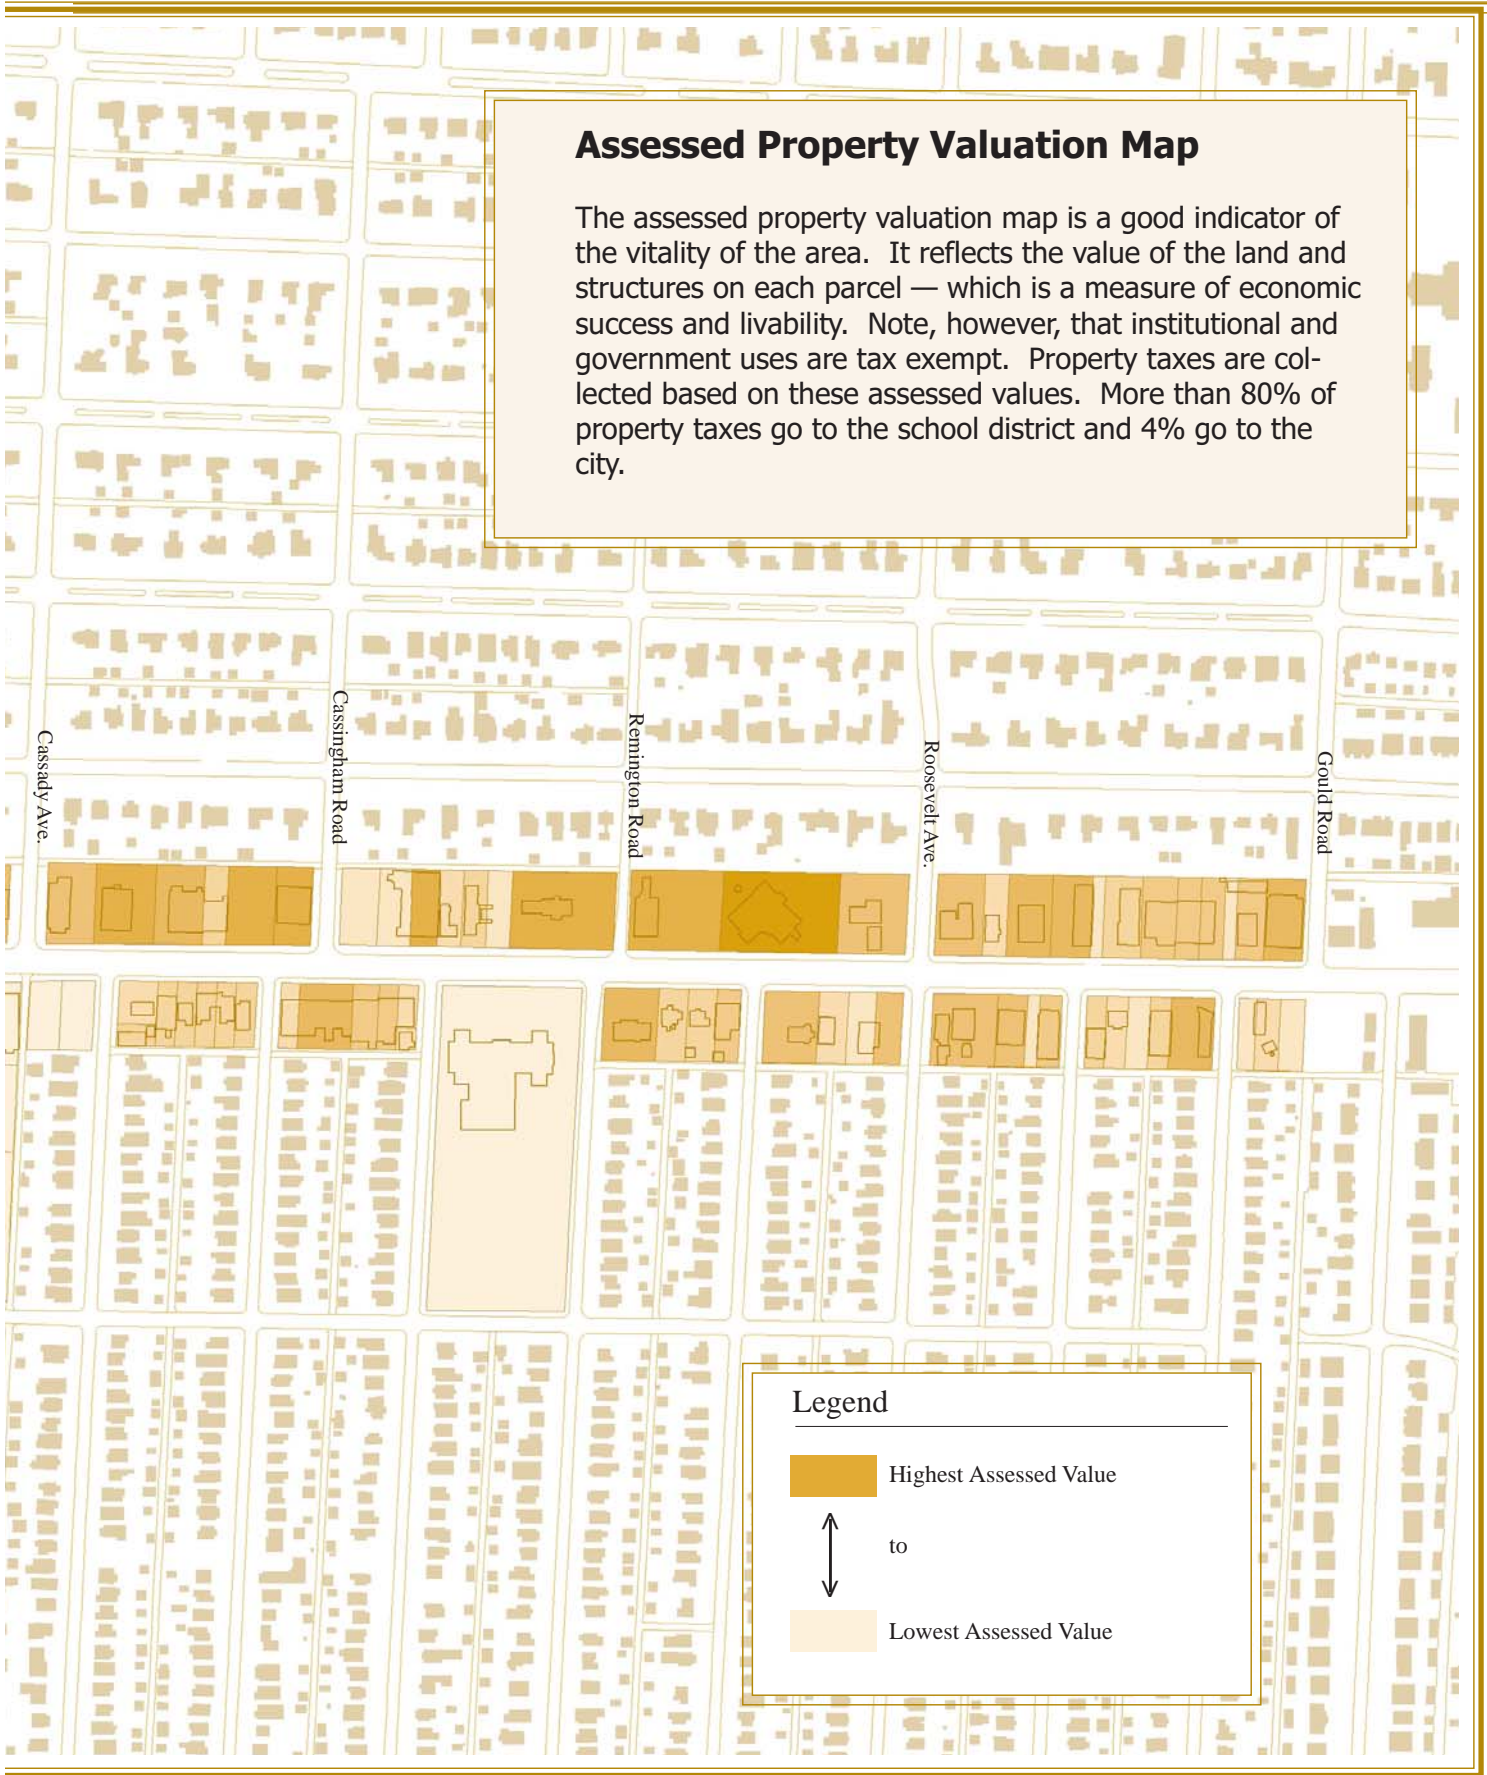 Assessed Property Valuation Map
The assessed property valuation map is a good indicator of
the vitality of the area.  It reflects the value of the land and
structures on each parcel — which is a measure of economic
success and livability.  Note, however, that institutional and
government uses are tax exempt.  Property taxes are col-
lected based on these assessed values.  More than 80% of
property taxes go to the school district and 4% go to the
city.
Cassady Ave.
Cassingham Road
Remington Road
Roosevelt Ave.
Gould Road
Legend
Highest Assessed Value
to
Lowest Assessed Value